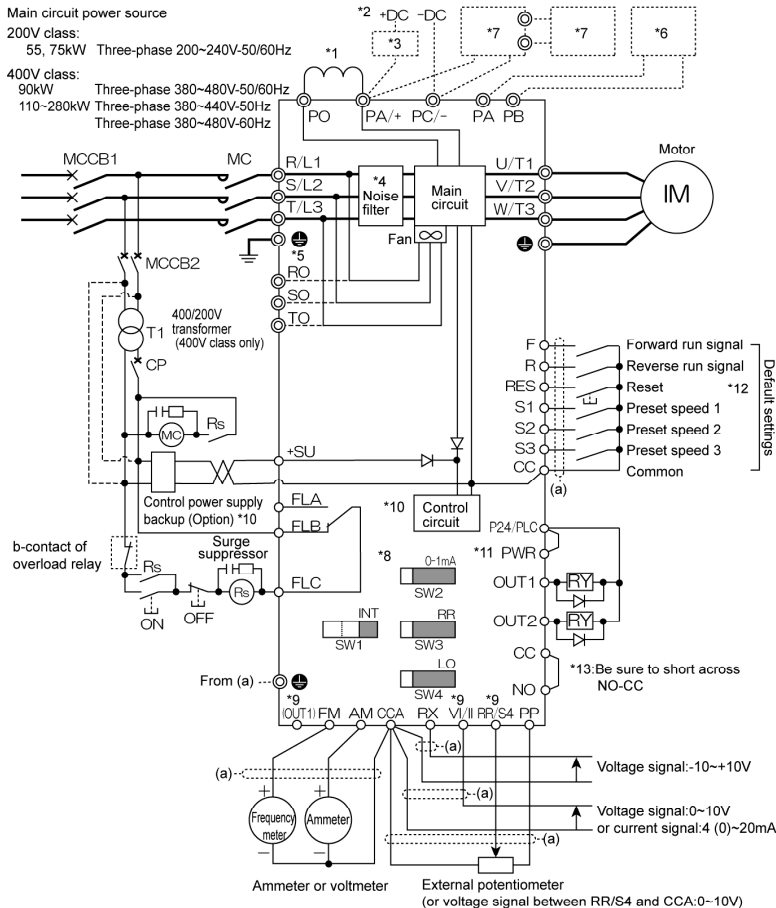 Main circuit power source
200V class:
55, 75kW Three-phase 200~240V-50/60Hz
400V class:
90kW Three-phase 380~480V-50/60Hz
110~280kW Three-phase 380~440V-50Hz
Three-phase 380~480V-60Hz
*2 +DC -DC
*1
*3
*7
*7
*6
PO PA/+ PC/- PA PB
MCCB1 MC
R/L1
S/L2
T/L3
*4
Noise
filter
Main
circuit
Fan
U/T1
V/T2
W/T3
Motor
IM
*5
RO
SO
TO
MCCB2
400/200V
T1 transformer
(400V class only)
CP
MC
Rs
+SU
Control power supply
backup (Option) *10
FLA
FLB
FLC
*10
Control
circuit
b-contact of
overload relay
Surge
suppressor
Rs
Rs
ON
OFF
F Forward run signal
R Reverse run signal
RES Reset
*12
S1 Preset speed 1
S2 Preset speed 2
S3 Preset speed 3
CC Common
(a)
Default settings
P24/PLC
*11 PWR
OUT1 RY
OUT2 RY
CC
NO
*13:Be sure to short across
NO-CC
*8
0-1mA
SW2
INT
SW1
RR
SW3
LO
SW4
From (a)
*9 *9 *9
(OUT1) FM AM CCA RX VI/II RR/S4 PP
(a)
(a)
(a)
(a)
Voltage signal:-10~+10V
Voltage signal:0~10V
or current signal:4 (0)~20mA
+
Frequency
meter
−
+
Ammeter
−
Ammeter or voltmeter
External potentiometer
(or voltage signal between RR/S4 and CCA:0~10V)